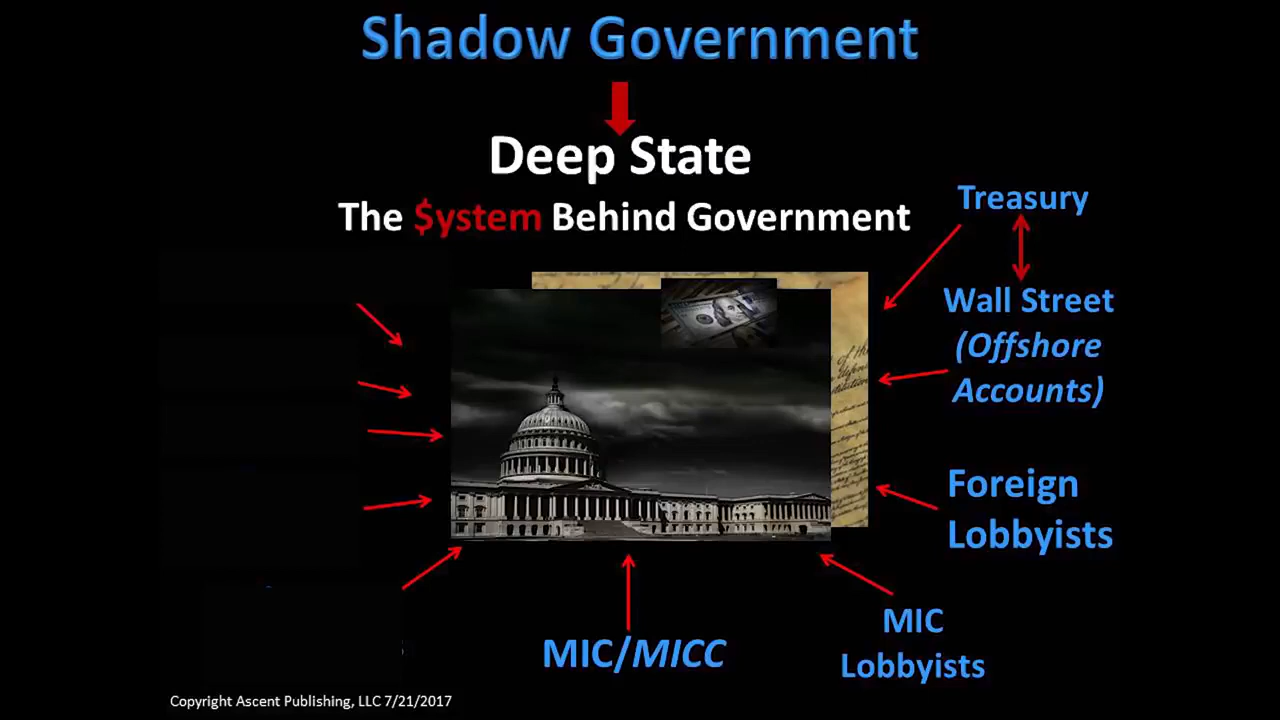 Shadow Government
Deep State
The $ystem Behind Government
Treasury
Wall Street
(Offshore
Accounts)
Foreign
Lobbyists
MIC
Lobbyists
MIC/MICC
Copyright Ascent Publishing, LLC 7/21/2017